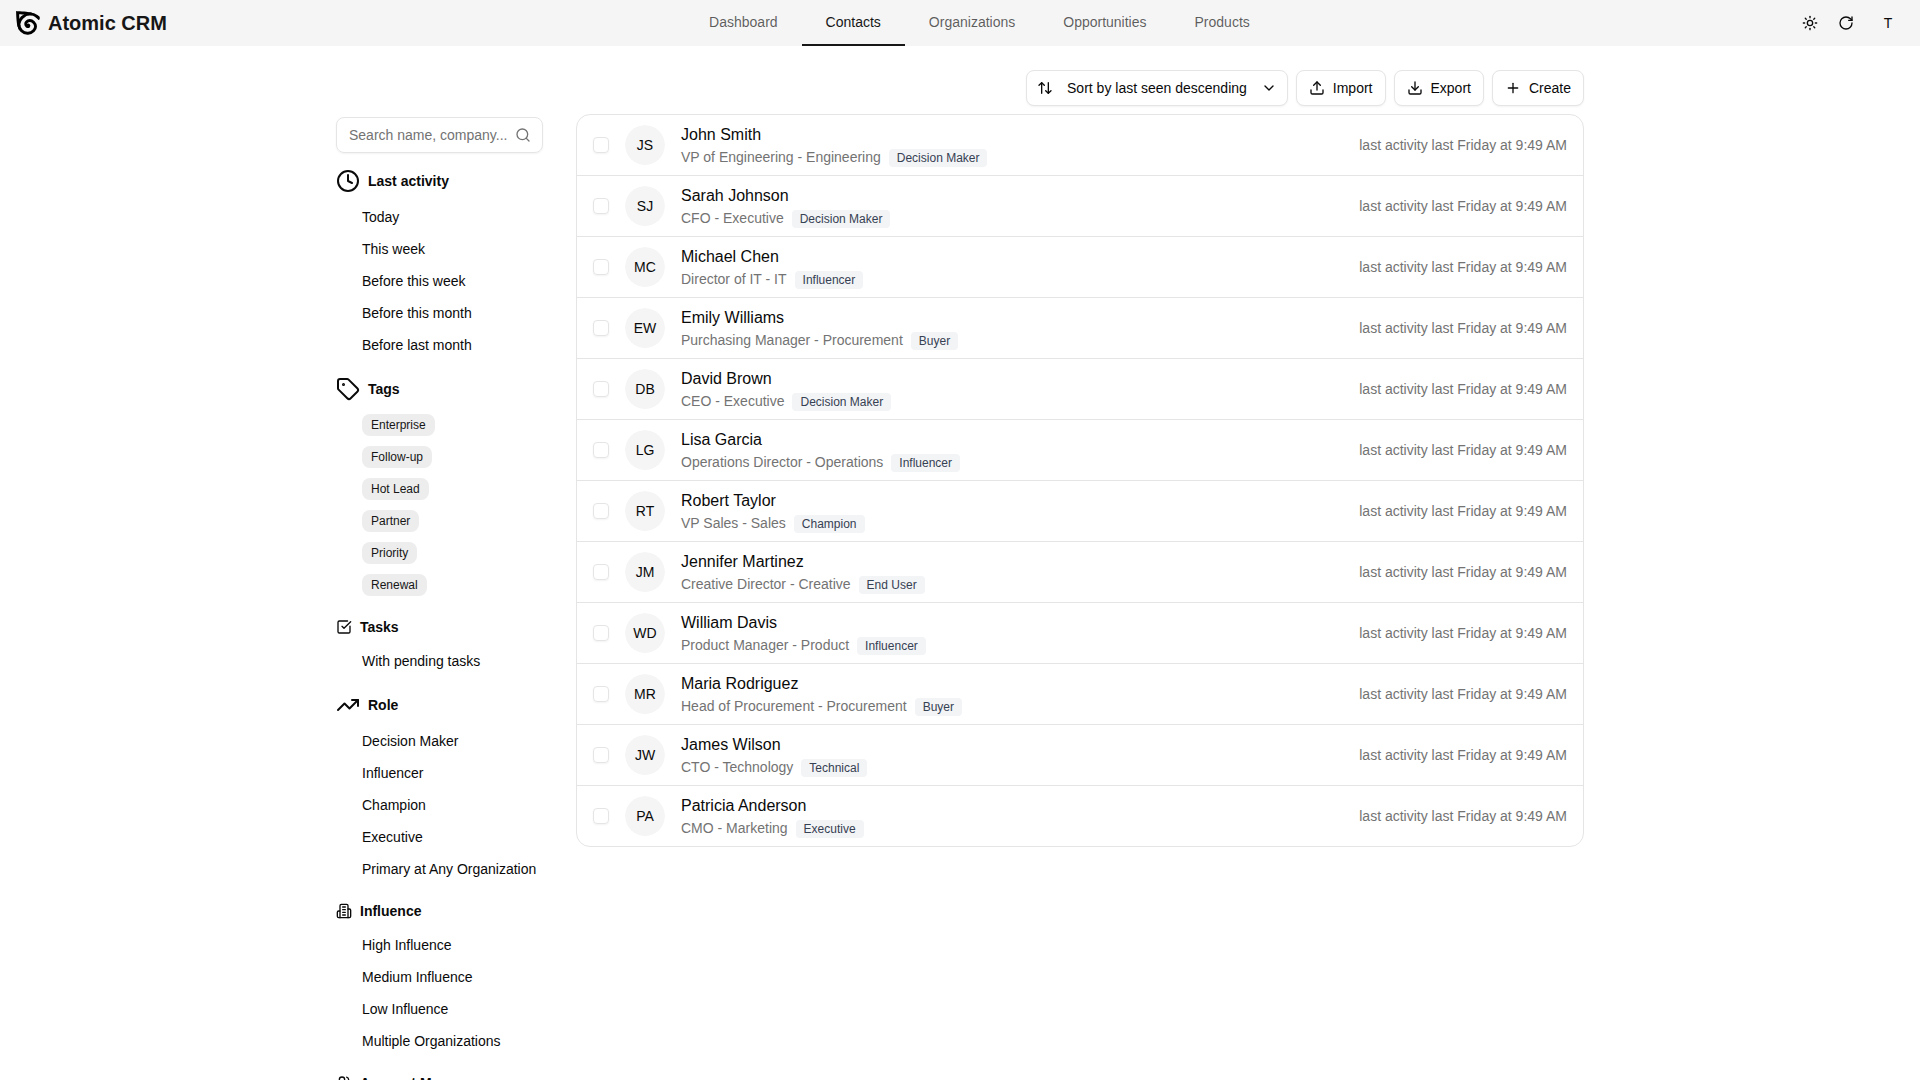 Atomic CRM
Dashboard
Contacts
Organizations
Opportunities
Products
T
Sort by last seen descending
Import
Export
Create
Search name, company...
Last activity
Today
This week
Before this week
Before this month
Before last month
Tags
Enterprise
Follow-up
Hot Lead
Partner
Priority
Renewal
Tasks
With pending tasks
Role
Decision Maker
Influencer
Champion
Executive
Primary at Any Organization
Influence
High Influence
Medium Influence
Low Influence
Multiple Organizations
JS
John Smith
VP of Engineering - Engineering Decision Maker
last activity last Friday at 9:49 AM
SJ
Sarah Johnson
CFO - Executive Decision Maker
last activity last Friday at 9:49 AM
MC
Michael Chen
Director of IT - IT Influencer
last activity last Friday at 9:49 AM
EW
Emily Williams
Purchasing Manager - Procurement Buyer
last activity last Friday at 9:49 AM
DB
David Brown
CEO - Executive Decision Maker
last activity last Friday at 9:49 AM
LG
Lisa Garcia
Operations Director - Operations Influencer
last activity last Friday at 9:49 AM
RT
Robert Taylor
VP Sales - Sales Champion
last activity last Friday at 9:49 AM
JM
Jennifer Martinez
Creative Director - Creative End User
last activity last Friday at 9:49 AM
WD
William Davis
Product Manager - Product Influencer
last activity last Friday at 9:49 AM
MR
Maria Rodriguez
Head of Procurement - Procurement Buyer
last activity last Friday at 9:49 AM
JW
James Wilson
CTO - Technology Technical
last activity last Friday at 9:49 AM
PA
Patricia Anderson
CMO - Marketing Executive
last activity last Friday at 9:49 AM